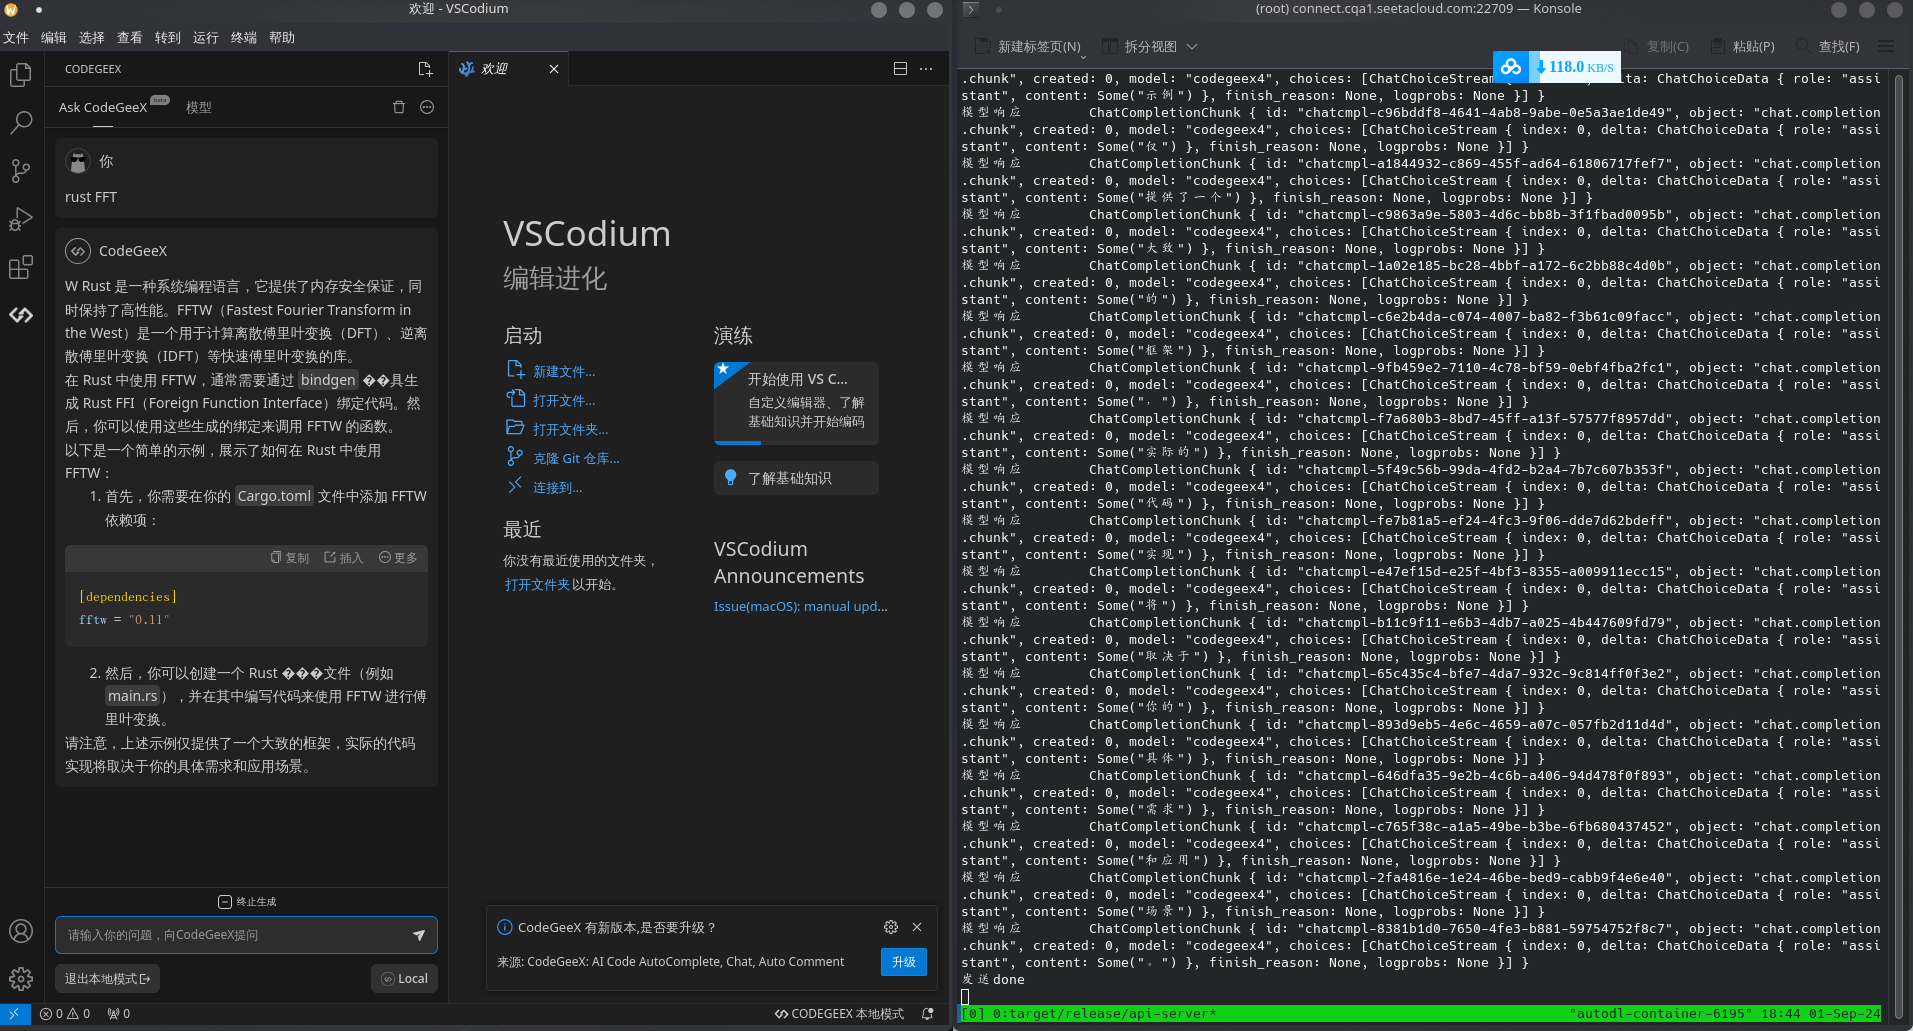 欢迎 - VSCodium
文件 编辑 选择 查看 转到 运行 终端 帮助
CODEGEEX
Ask CodeGeeX beta 模型
你
rust FFT
CodeGeeX
W Rust 是一种系统编程语言，它提供了内存安全保证，同
时保持了高性能。FFTW（Fastest Fourier Transform in
the West）是一个用于计算离散傅里叶变换（DFT）、逆离
散傅里叶变换（IDFT）等快速傅里叶变换的库。
在 Rust 中使用 FFTW，通常需要通过 bindgen ��具生
成 Rust FFI（Foreign Function Interface）绑定代码。然
后，你可以使用这些生成的绑定来调用 FFTW 的函数。
以下是一个简单的示例，展示了如何在 Rust 中使用
FFTW：
1. 首先，你需要在你的 Cargo.toml 文件中添加 FFTW
依赖项：
复制 插入 更多
[dependencies]
fftw = "0.11"
2. 然后，你可以创建一个 Rust ���文件（例如
main.rs），并在其中编写代码来使用 FFTW 进行傅
里叶变换。
请注意，上述示例仅提供了一个大致的框架，实际的代码
实现将取决于你的具体需求和应用场景。
终止生成
请输入你的问题，向CodeGeeX提问
退出本地模式
Local
欢迎
VSCodium
编辑进化
启动
新建文件...
打开文件...
打开文件夹...
克隆 Git 仓库...
连接到...
最近
你没有最近使用的文件夹，
打开文件夹 以开始。
演练
开始使用 VS C...
自定义编辑器、了解
基础知识并开始编码
了解基础知识
VSCodium
Announcements
Issue(macOS): manual upd...
CodeGeeX 有新版本,是否要升级？
来源: CodeGeeX: AI Code AutoComplete, Chat, Auto Comment
升级
0 0 0
CODEGEEX 本地模式
(root) connect.cqa1.seetacloud.com:22709 — Konsole
新建标签页(N) 拆分视图 复制(C) 粘贴(P) 查找(F)
118.0 KB/S
.chunk", created: 0, model: "codegeex4", choices: [ChatChoiceStream { index: 0, delta: ChatChoiceData { role: "assi
stant", content: Some("示例") }, finish_reason: None, logprobs: None }] }
模型响应 ChatCompletionChunk { id: "chatcmpl-c96bddf8-4641-4ab8-9abe-0e5a3ae1de49", object: "chat.completion
.chunk", created: 0, model: "codegeex4", choices: [ChatChoiceStream { index: 0, delta: ChatChoiceData { role: "assi
stant", content: Some("仅") }, finish_reason: None, logprobs: None }] }
模型响应 ChatCompletionChunk { id: "chatcmpl-a1844932-c869-455f-ad64-61806717fef7", object: "chat.completion
.chunk", created: 0, model: "codegeex4", choices: [ChatChoiceStream { index: 0, delta: ChatChoiceData { role: "assi
stant", content: Some("提供了一个") }, finish_reason: None, logprobs: None }] }
模型响应 ChatCompletionChunk { id: "chatcmpl-c9863a9e-5803-4d6c-bb8b-3f1fbad0095b", object: "chat.completion
.chunk", created: 0, model: "codegeex4", choices: [ChatChoiceStream { index: 0, delta: ChatChoiceData { role: "assi
stant", content: Some("大致") }, finish_reason: None, logprobs: None }] }
模型响应 ChatCompletionChunk { id: "chatcmpl-1a02e185-bc28-4bbf-a172-6c2bb88c4d0b", object: "chat.completion
.chunk", created: 0, model: "codegeex4", choices: [ChatChoiceStream { index: 0, delta: ChatChoiceData { role: "assi
stant", content: Some("的") }, finish_reason: None, logprobs: None }] }
模型响应 ChatCompletionChunk { id: "chatcmpl-c6e2b4da-c074-4007-ba82-f3b61c09facc", object: "chat.completion
.chunk", created: 0, model: "codegeex4", choices: [ChatChoiceStream { index: 0, delta: ChatChoiceData { role: "assi
stant", content: Some("框架") }, finish_reason: None, logprobs: None }] }
模型响应 ChatCompletionChunk { id: "chatcmpl-9fb459e2-7110-4c78-bf59-0ebf4fba2fc1", object: "chat.completion
.chunk", created: 0, model: "codegeex4", choices: [ChatChoiceStream { index: 0, delta: ChatChoiceData { role: "assi
stant", content: Some("，") }, finish_reason: None, logprobs: None }] }
模型响应 ChatCompletionChunk { id: "chatcmpl-f7a680b3-8bd7-45ff-a13f-57577f8957dd", object: "chat.completion
.chunk", created: 0, model: "codegeex4", choices: [ChatChoiceStream { index: 0, delta: ChatChoiceData { role: "assi
stant", content: Some("实际的") }, finish_reason: None, logprobs: None }] }
模型响应 ChatCompletionChunk { id: "chatcmpl-5f49c56b-99da-4fd2-b2a4-7b7c607b353f", object: "chat.completion
.chunk", created: 0, model: "codegeex4", choices: [ChatChoiceStream { index: 0, delta: ChatChoiceData { role: "assi
stant", content: Some("代码") }, finish_reason: None, logprobs: None }] }
模型响应 ChatCompletionChunk { id: "chatcmpl-fe7b81a5-ef24-4fc3-9f06-dde7d62bdeff", object: "chat.completion
.chunk", created: 0, model: "codegeex4", choices: [ChatChoiceStream { index: 0, delta: ChatChoiceData { role: "assi
stant", content: Some("实现") }, finish_reason: None, logprobs: None }] }
模型响应 ChatCompletionChunk { id: "chatcmpl-e47ef15d-e25f-4bf3-8355-a009911ecc15", object: "chat.completion
.chunk", created: 0, model: "codegeex4", choices: [ChatChoiceStream { index: 0, delta: ChatChoiceData { role: "assi
stant", content: Some("将") }, finish_reason: None, logprobs: None }] }
模型响应 ChatCompletionChunk { id: "chatcmpl-b11c9f11-e6b3-4db7-a025-4b447609fd79", object: "chat.completion
.chunk", created: 0, model: "codegeex4", choices: [ChatChoiceStream { index: 0, delta: ChatChoiceData { role: "assi
stant", content: Some("取决于") }, finish_reason: None, logprobs: None }] }
模型响应 ChatCompletionChunk { id: "chatcmpl-65c435c4-bfe7-4da7-932c-9c814ff0f3e2", object: "chat.completion
.chunk", created: 0, model: "codegeex4", choices: [ChatChoiceStream { index: 0, delta: ChatChoiceData { role: "assi
stant", content: Some("你的") }, finish_reason: None, logprobs: None }] }
模型响应 ChatCompletionChunk { id: "chatcmpl-893d9eb5-4e6c-4659-a07c-057fb2d11d4d", object: "chat.completion
.chunk", created: 0, model: "codegeex4", choices: [ChatChoiceStream { index: 0, delta: ChatChoiceData { role: "assi
stant", content: Some("具体") }, finish_reason: None, logprobs: None }] }
模型响应 ChatCompletionChunk { id: "chatcmpl-646dfa35-9e2b-4c6b-a406-94d478f0f893", object: "chat.completion
.chunk", created: 0, model: "codegeex4", choices: [ChatChoiceStream { index: 0, delta: ChatChoiceData { role: "assi
stant", content: Some("需求") }, finish_reason: None, logprobs: None }] }
模型响应 ChatCompletionChunk { id: "chatcmpl-c765f38c-a1a5-49be-b3be-6fb680437452", object: "chat.completion
.chunk", created: 0, model: "codegeex4", choices: [ChatChoiceStream { index: 0, delta: ChatChoiceData { role: "assi
stant", content: Some("和应用") }, finish_reason: None, logprobs: None }] }
模型响应 ChatCompletionChunk { id: "chatcmpl-2fa4816e-1e24-46be-bed9-cabb9f4e6e40", object: "chat.completion
.chunk", created: 0, model: "codegeex4", choices: [ChatChoiceStream { index: 0, delta: ChatChoiceData { role: "assi
stant", content: Some("场景") }, finish_reason: None, logprobs: None }] }
模型响应 ChatCompletionChunk { id: "chatcmpl-8381b1d0-7650-4fe3-b881-59754752f8c7", object: "chat.completion
.chunk", created: 0, model: "codegeex4", choices: [ChatChoiceStream { index: 0, delta: ChatChoiceData { role: "assi
stant", content: Some("。") }, finish_reason: None, logprobs: None }] }
发送done
[0] 0:target/release/api-server* "autodl-container-6195" 18:44 01-Sep-24